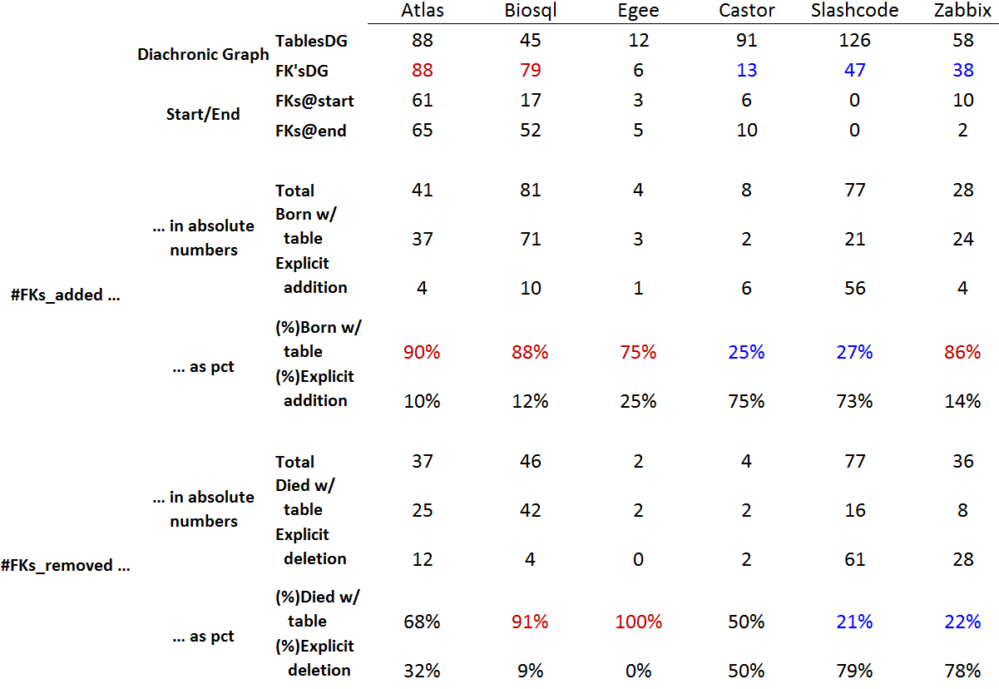 Atlas Biosql Egee Castor Slashcode Zabbix
Diachronic Graph TablesDG 88 45 12 91 126 58
FK'sDG 88 79 6 13 47 38
Start/End FKs@start 61 17 3 6 0 10
FKs@end 65 52 5 10 0 2
#FKs_added ...
... in absolute numbers
Total 41 81 4 8 77 28
Born w/
table 37 71 3 2 21 24
Explicit
addition 4 10 1 6 56 4
... as pct
(%)Born w/
table 90% 88% 75% 25% 27% 86%
(%)Explicit
addition 10% 12% 25% 75% 73% 14%
#FKs_removed ...
... in absolute numbers
Total 37 46 2 4 77 36
Died w/
table 25 42 2 2 16 8
Explicit
deletion 12 4 0 2 61 28
... as pct
(%)Died w/
table 68% 91% 100% 50% 21% 22%
(%)Explicit
deletion 32% 9% 0% 50% 79% 78%